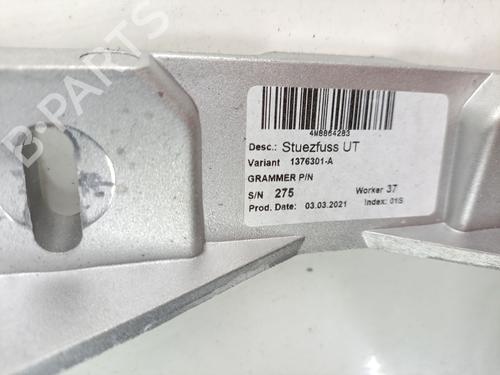 B-PARTS
4M8864283
Desc.: Stuezfuss UT
Variant 1376301-A
GRAMMER P/N
S/N 275 Worker 37
Prod. Date: 03.03.2021 Index: 01S